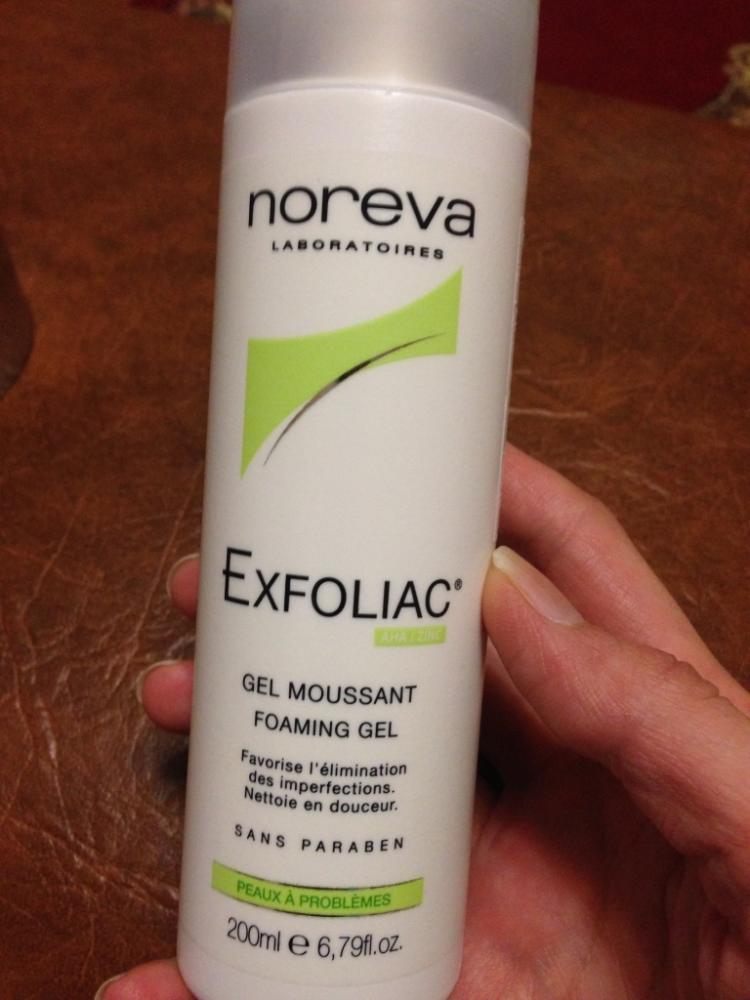 noreva
LABORATOIRES
EXFOLIAC®
AHA / ZINC
GEL MOUSSANT
FOAMING GEL
Favorise l'élimination
des imperfections.
Nettoie en douceur.
SANS PARABEN
PEAUX À PROBLÈMES
200ml e 6,79fl.oz.